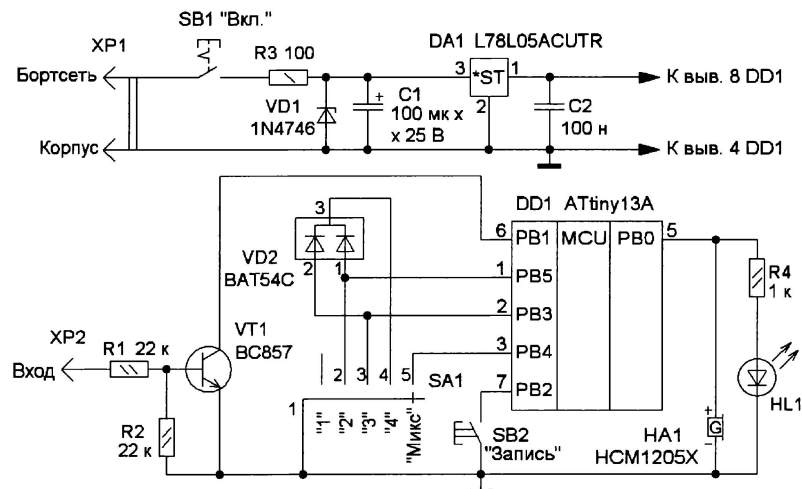 SB1 "Вкл."
XP1
R3 100
DA1 L78L05ACUTR
Бортсеть
3 *ST 1
К выв. 8 DD1
VD1
1N4746
+ C1
100 мк х
х 25 В
2
C2
100 н
Корпус
К выв. 4 DD1
DD1 ATtiny13A
3
6 PB1 MCU PB0 5
VD2
BAT54C
2 1
1 PB5
R4
1 к
2 PB3
XP2
VT1
BC857
R1 22 к
Вход
3 PB4
2 3 4 5
SA1
7 PB2
HL1
1
"1" "2" "3" "4" "Микс"
R2
22 к
SB2
"Запись"
+ G −
HA1
HCM1205X